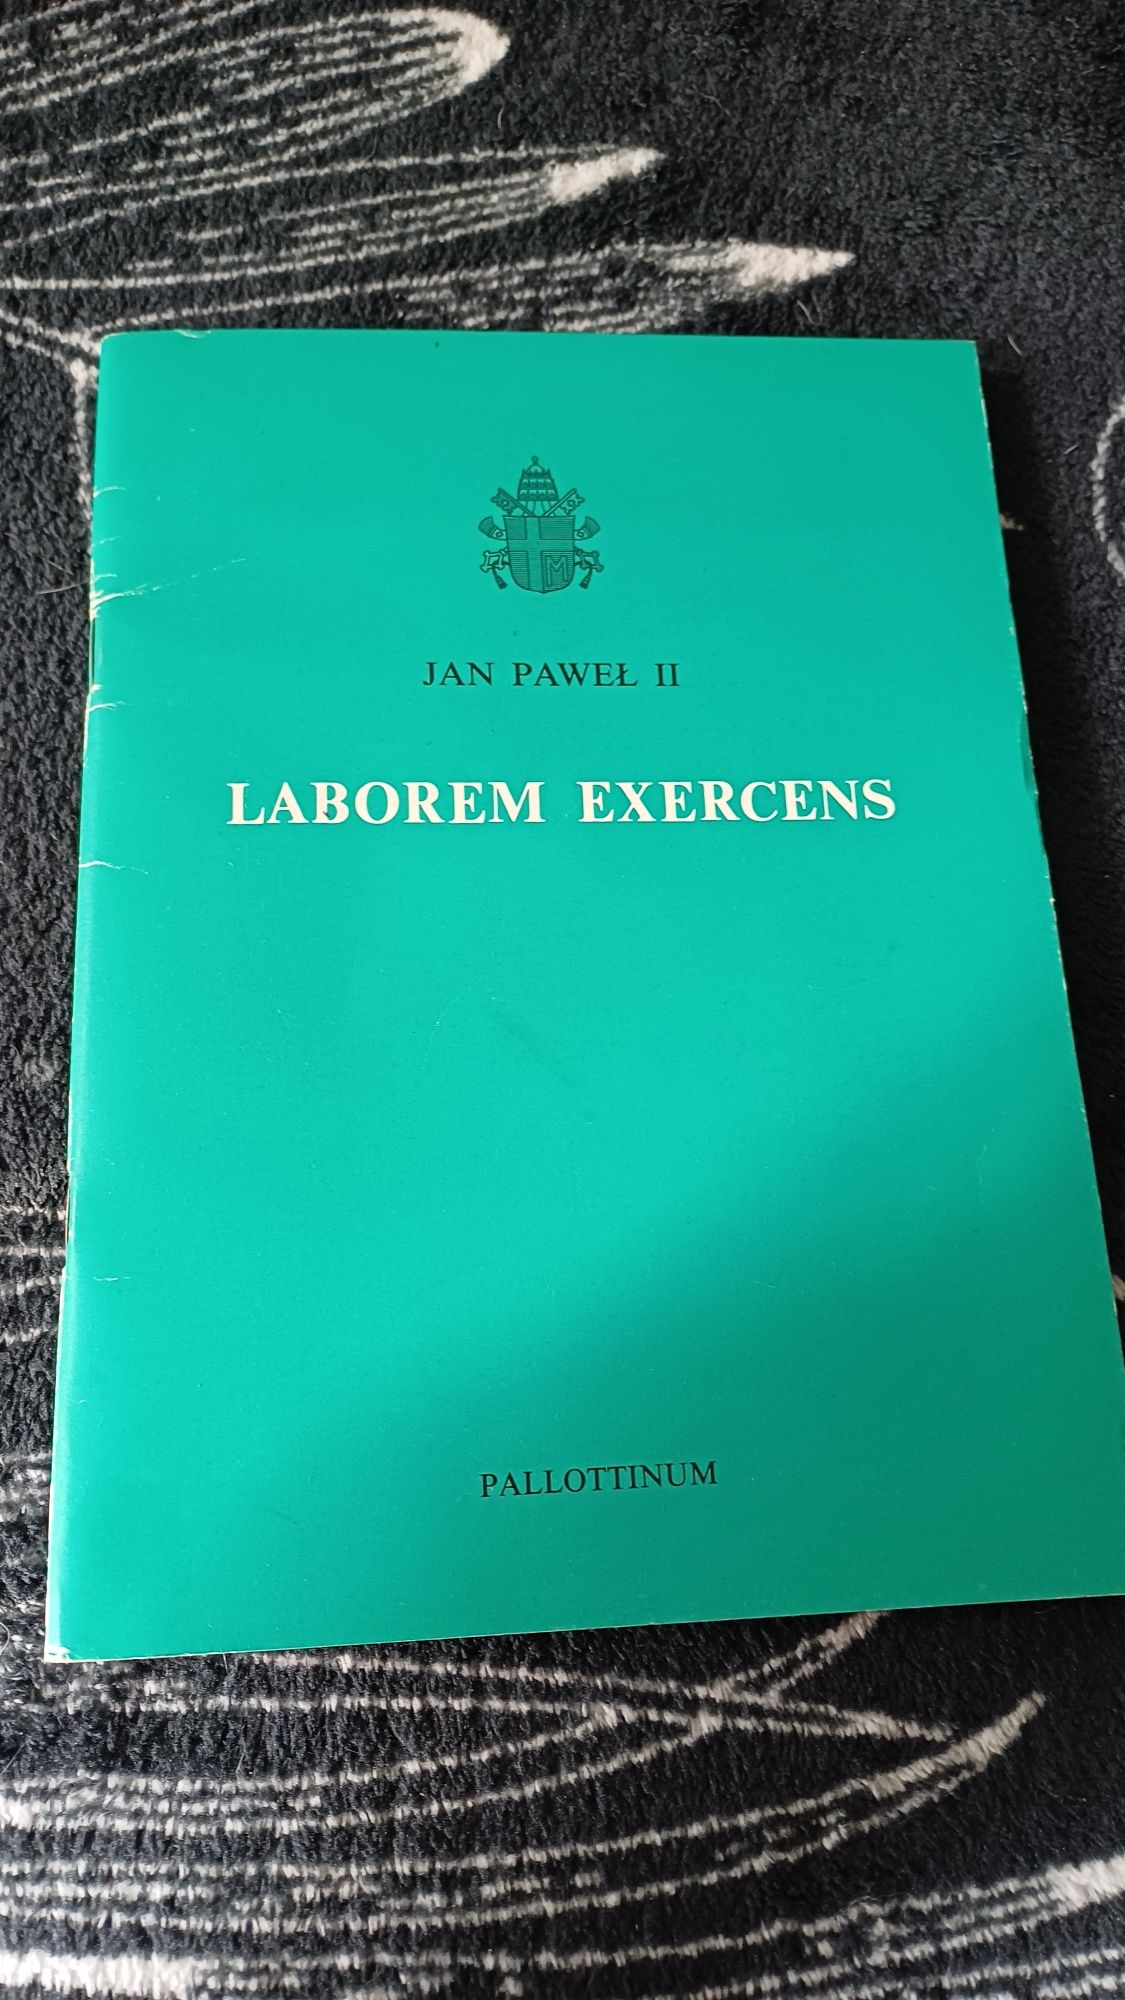 JAN PAWEŁ II
LABOREM EXERCENS
PALLOTTINUM